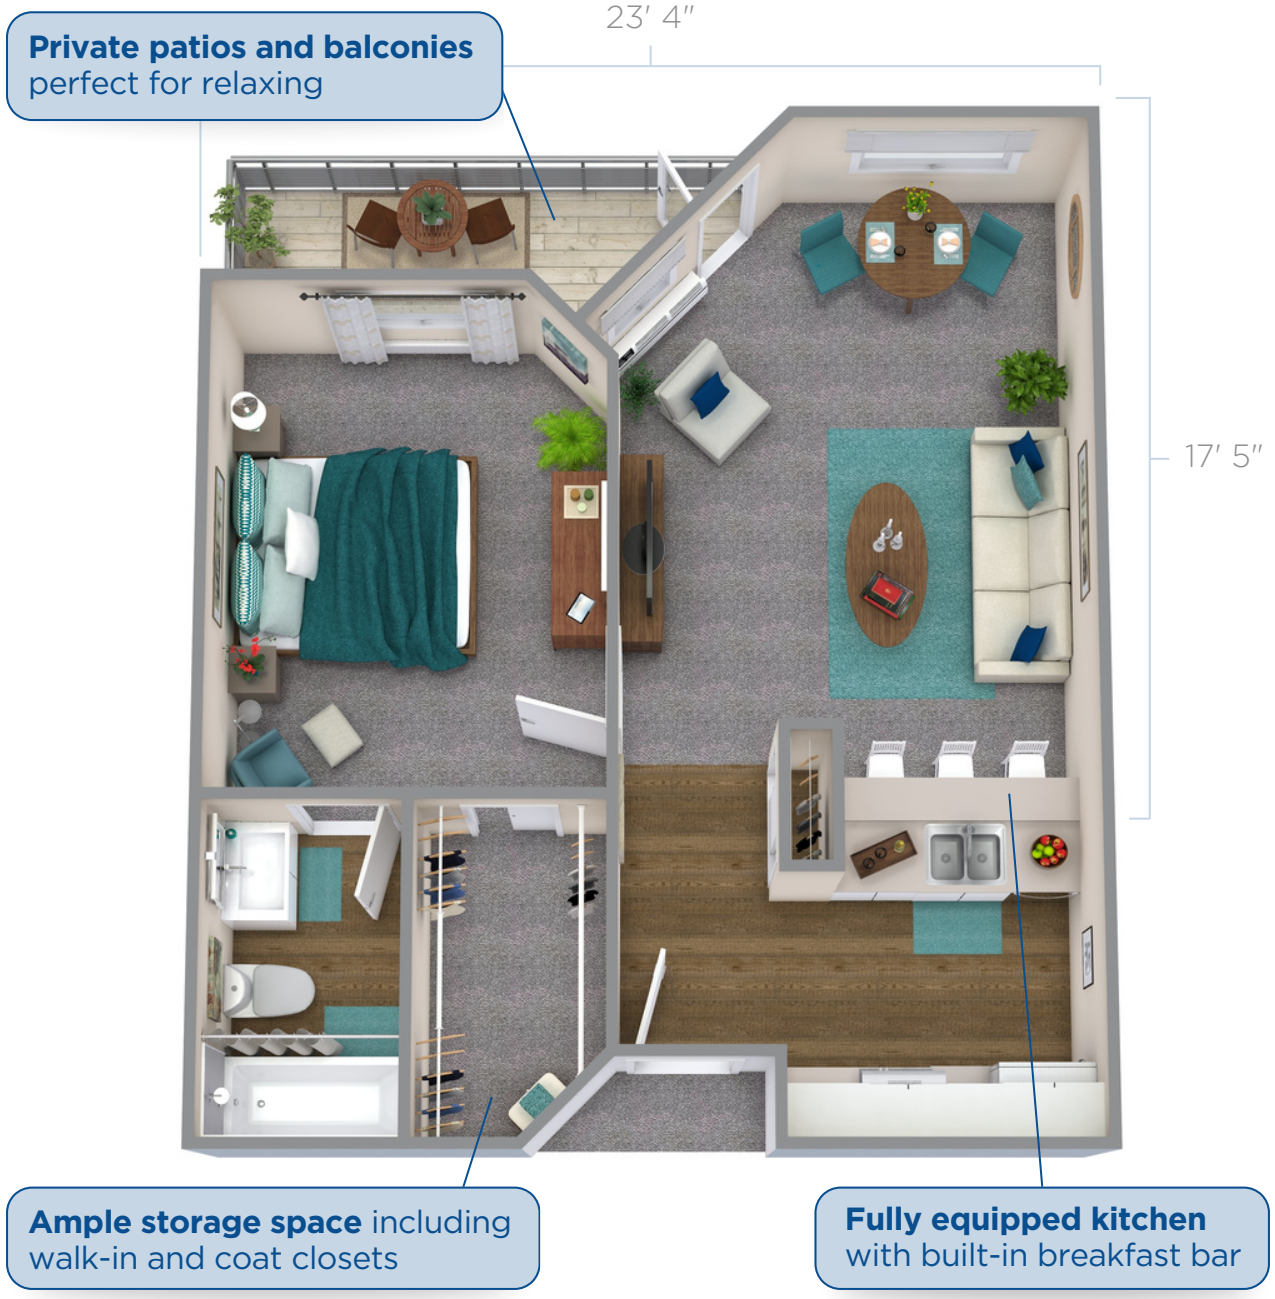 23' 4"
Private patios and balconies
perfect for relaxing
17' 5"
Ample storage space including
walk-in and coat closets
Fully equipped kitchen
with built-in breakfast bar